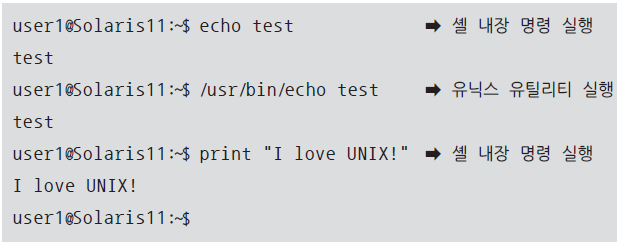 user1@Solaris11:~$ echo test ➡ 셸 내장 명령 실행
test
user1@Solaris11:~$ /usr/bin/echo test ➡ 유닉스 유틸리티 실행
test
user1@Solaris11:~$ print "I love UNIX!" ➡ 셸 내장 명령 실행
I love UNIX!
user1@Solaris11:~$